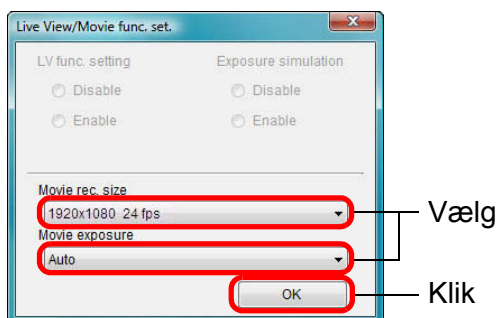 Live View/Movie func. set.
LV func. setting Exposure simulation
Disable Disable
Enable Enable
Movie rec. size
1920x1080 24 fps
Movie exposure
Auto
Vælg
OK
Klik